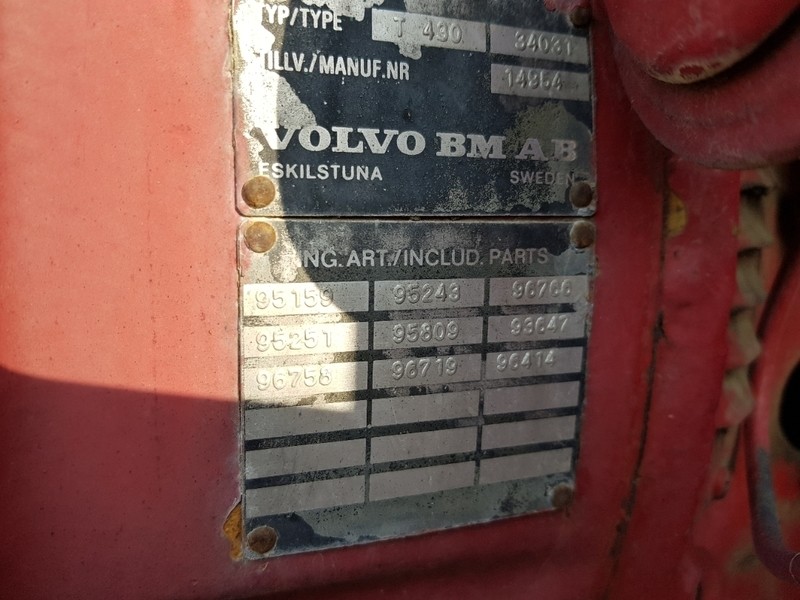 TYP/TYPE T 430 34031
TILLV./MANUF.NR 14854
VOLVO BM AB
ESKILSTUNA SWEDEN
ING. ART./INCLUD. PARTS
95159 95243 96766
95251 95809 93647
96758 96719 96414